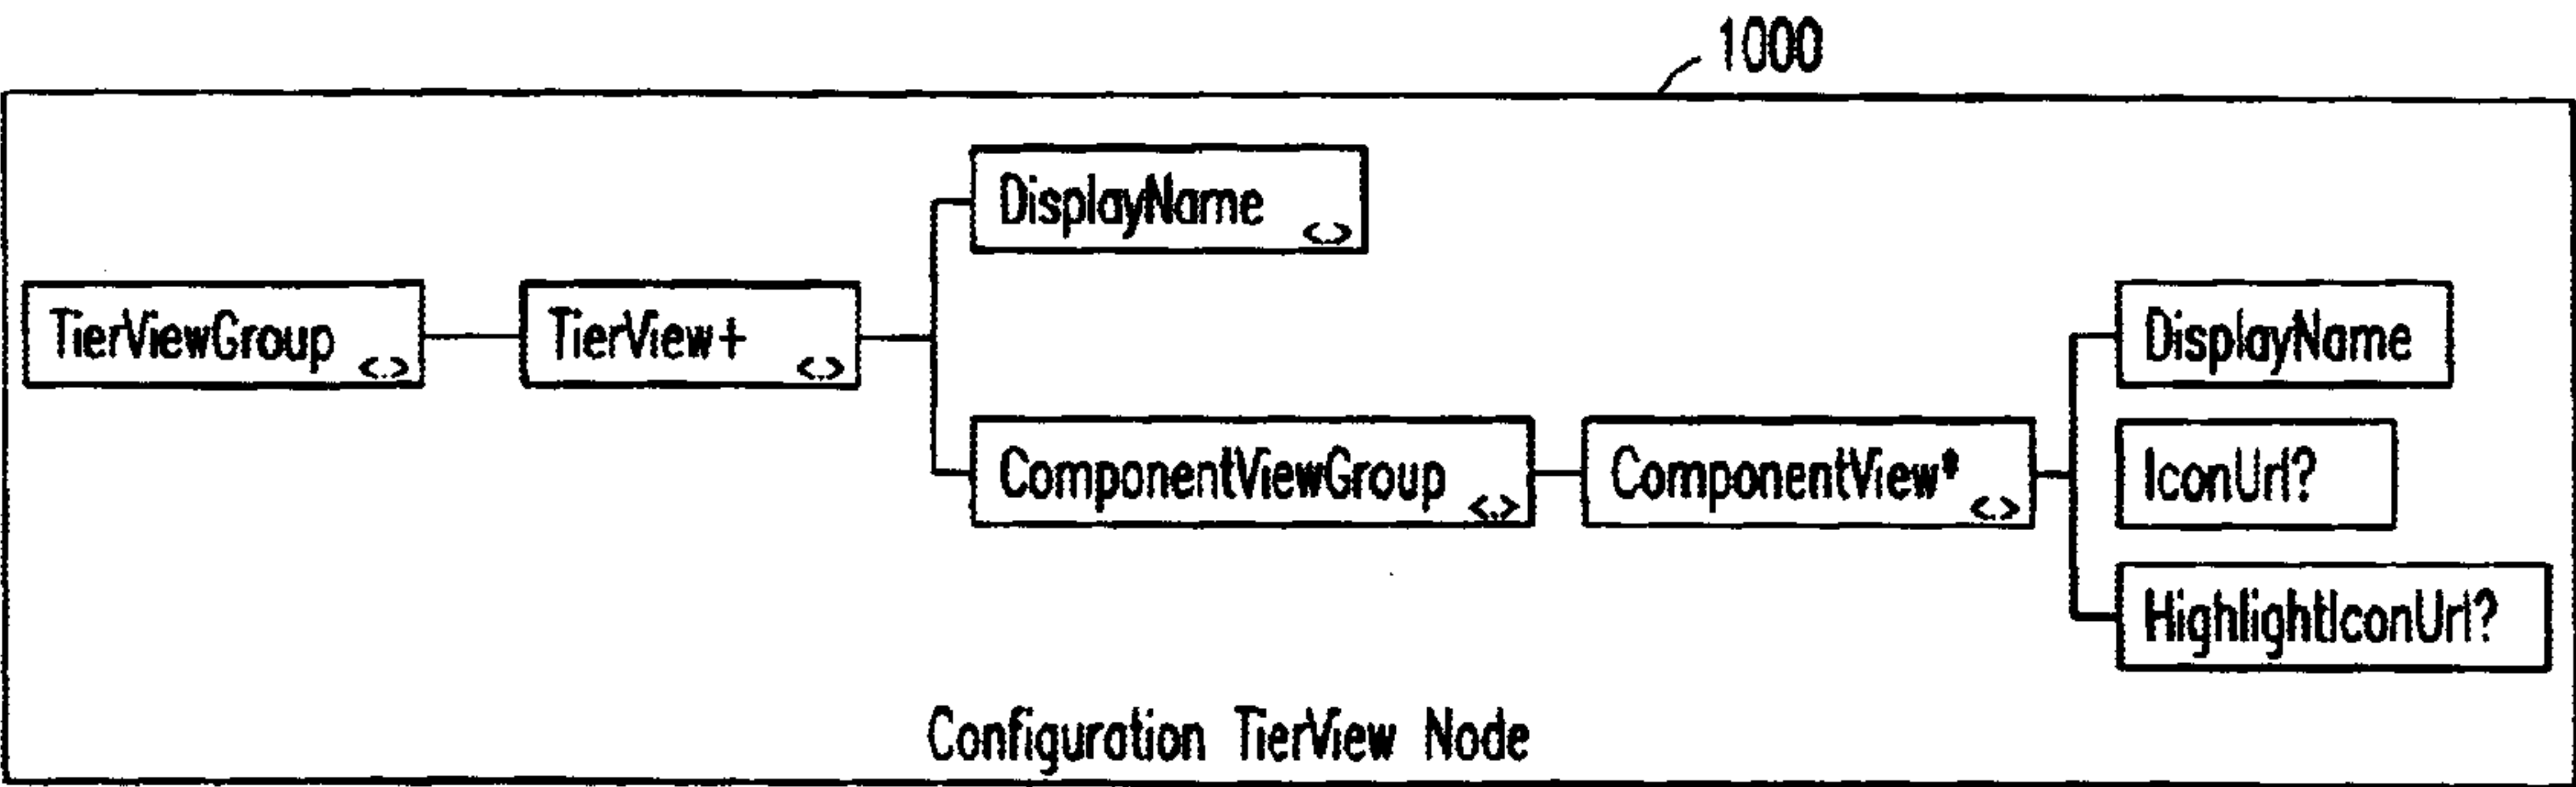 1000
DisplayName
<..>
TierViewGroup
<..>
TierView+
<..>
DisplayName
ComponentViewGroup
<..>
ComponentView*
<..>
IconUrl?
HighlightIconUrl?
Configuration TierView Node